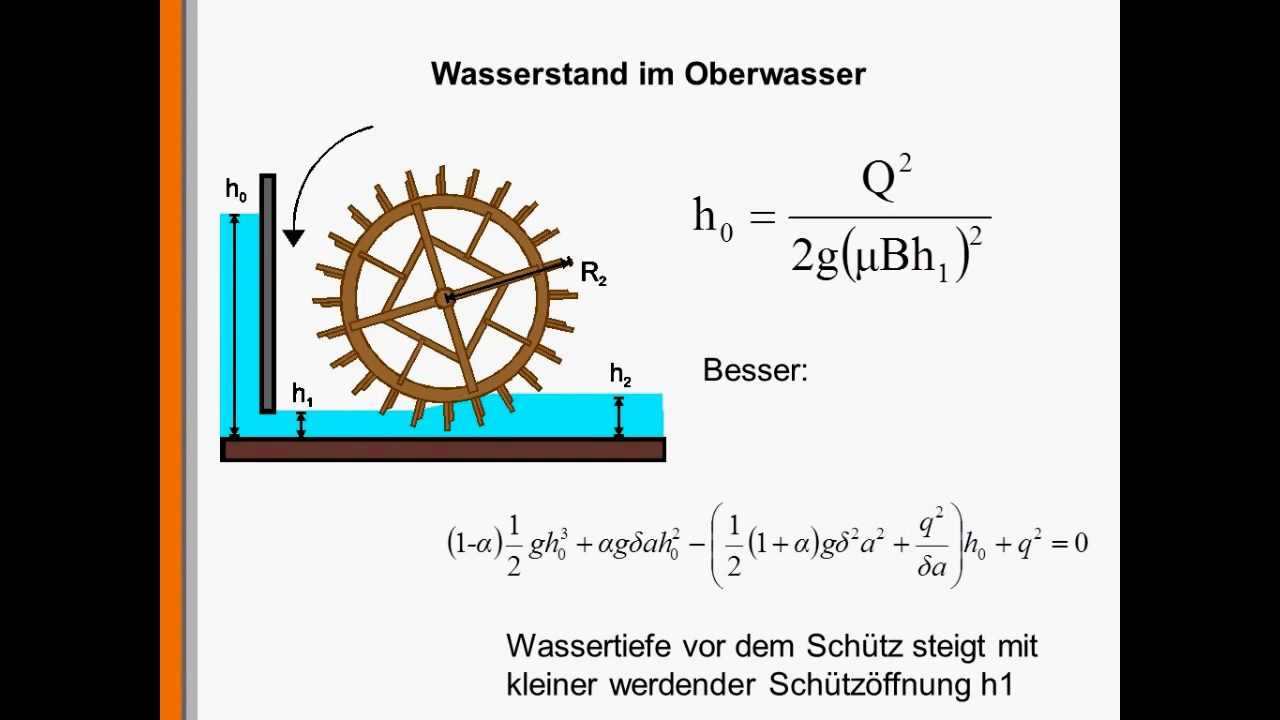 Wasserstand im Oberwasser
h₀
R₂
h₁
h₂
h₀ = Q² / 2g(μBh₁)²
Besser:
(1-α) 1/2 gh₀³ + αgδah₀² − (1/2 (1+α)gδ²a² + q²/δa) h₀ + q² = 0
Wassertiefe vor dem Schütz steigt mit
kleiner werdender Schützöffnung h1